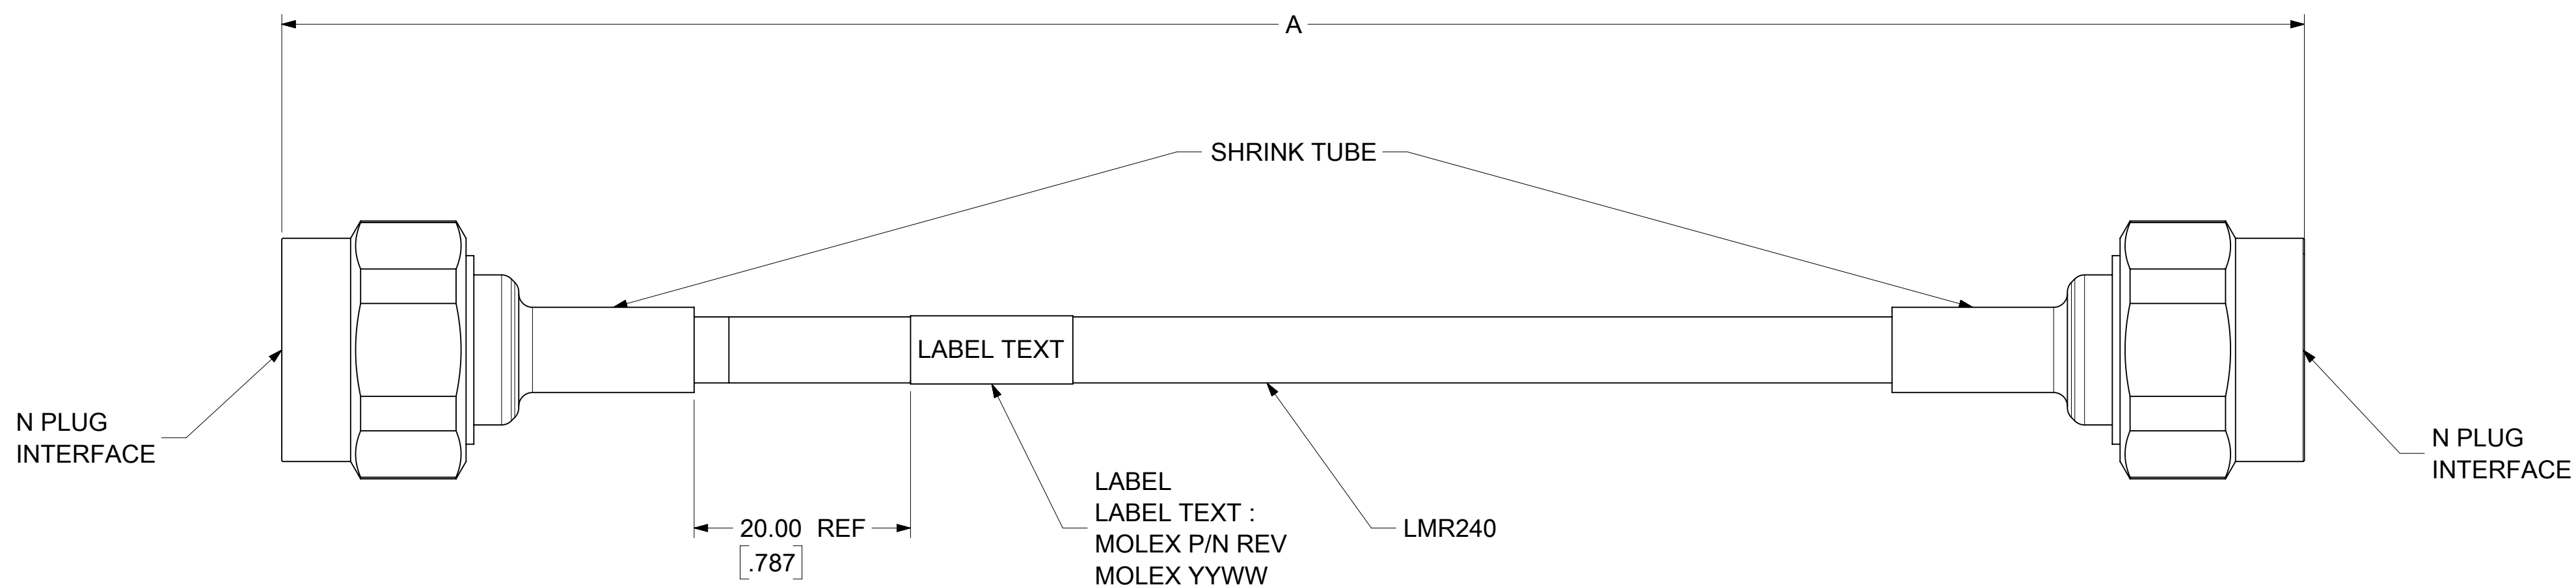 A
SHRINK TUBE
LABEL TEXT
N PLUG
INTERFACE
N PLUG
INTERFACE
20.00 REF
[.787]
LABEL
LABEL TEXT :
MOLEX P/N REV
MOLEX YYWW
LMR240